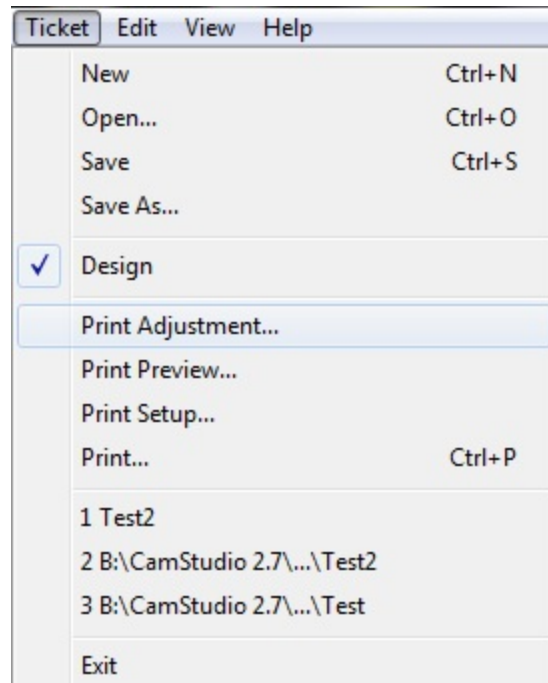 Ticket Edit View Help
New Ctrl+N
Open... Ctrl+O
Save Ctrl+S
Save As...
Design
Print Adjustment...
Print Preview...
Print Setup...
Print... Ctrl+P
1 Test2
2 B:\CamStudio 2.7\...\Test2
3 B:\CamStudio 2.7\...\Test
Exit